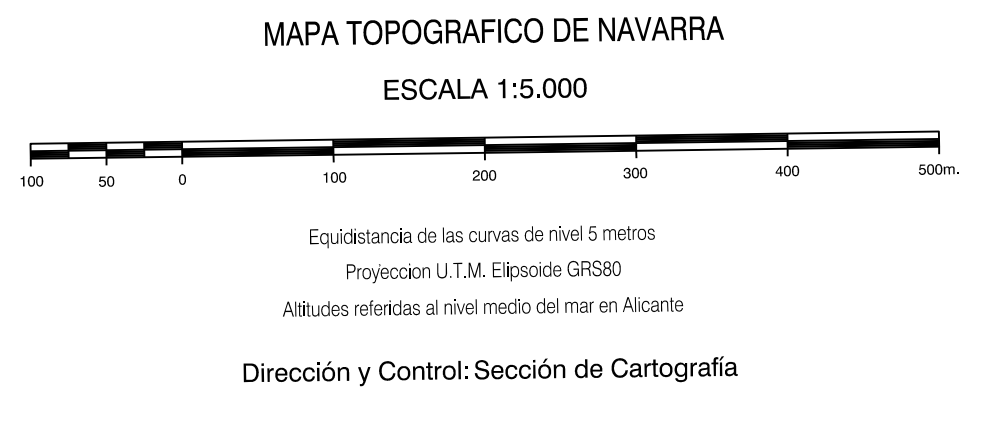 MAPA TOPOGRAFICO DE NAVARRA
ESCALA 1:5.000
100 50 0 100 200 300 400 500m.
Equidistancia de las curvas de nivel 5 metros
Proyeccion U.T.M. Elipsoide GRS80
Altitudes referidas al nivel medio del mar en Alicante
Dirección y Control: Sección de Cartografía